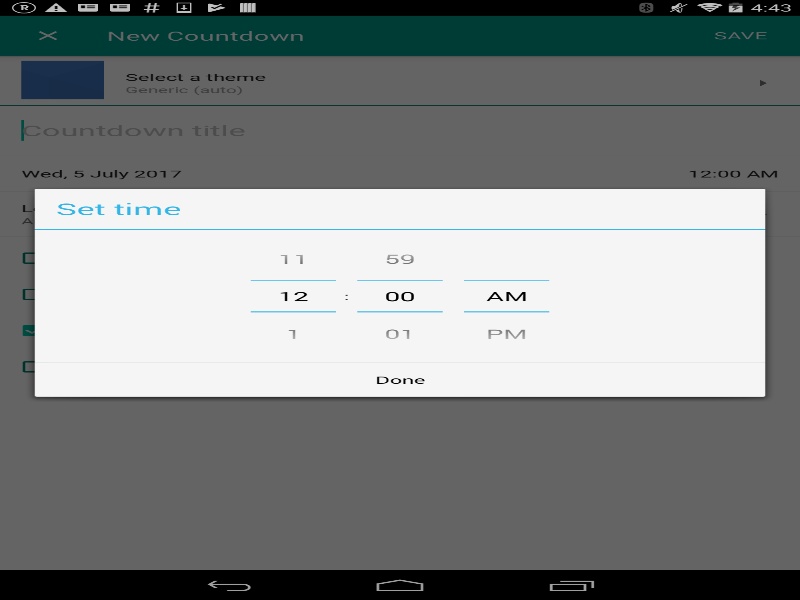 4:43
New Countdown
SAVE
Select a theme
Generic (auto)
Countdown title
Wed, 5 July 2017
12:00 AM
Set time
11 59
12 : 00 AM
1 01 PM
Done